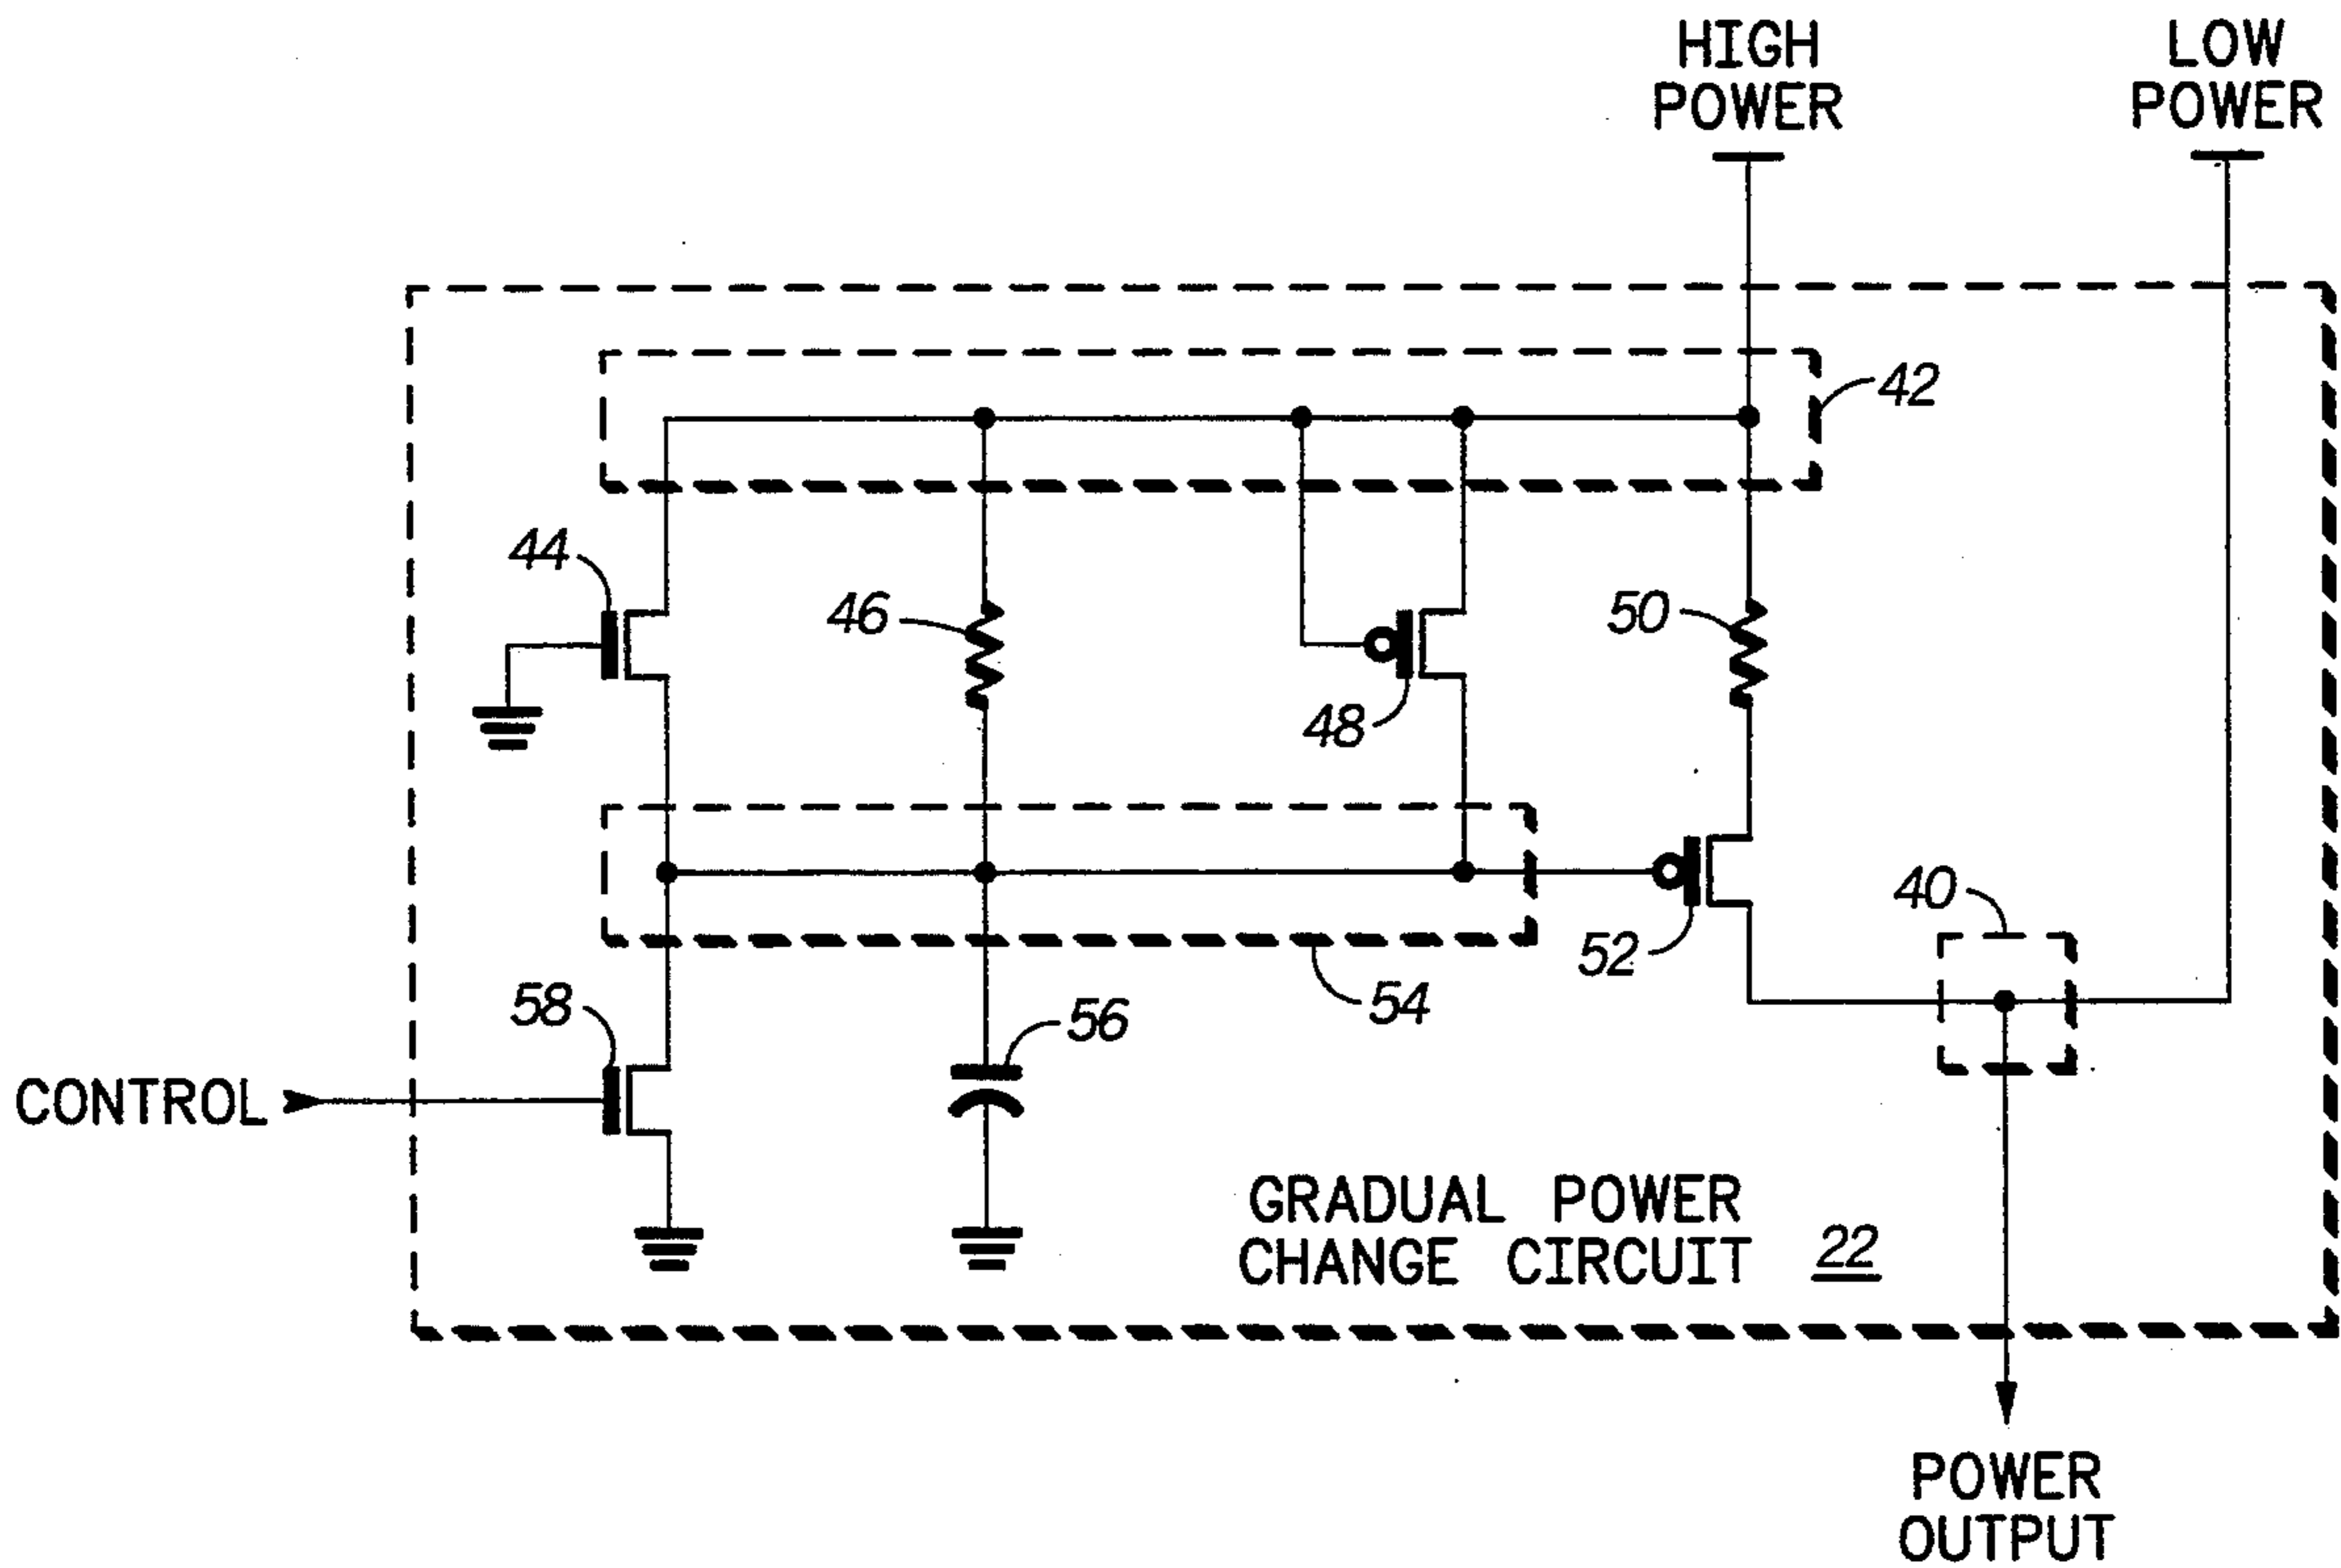 HIGH
POWER
LOW
POWER
42
44
46
50
48
40
52
54
58
56
CONTROL
GRADUAL POWER
CHANGE CIRCUIT 22
POWER
OUTPUT